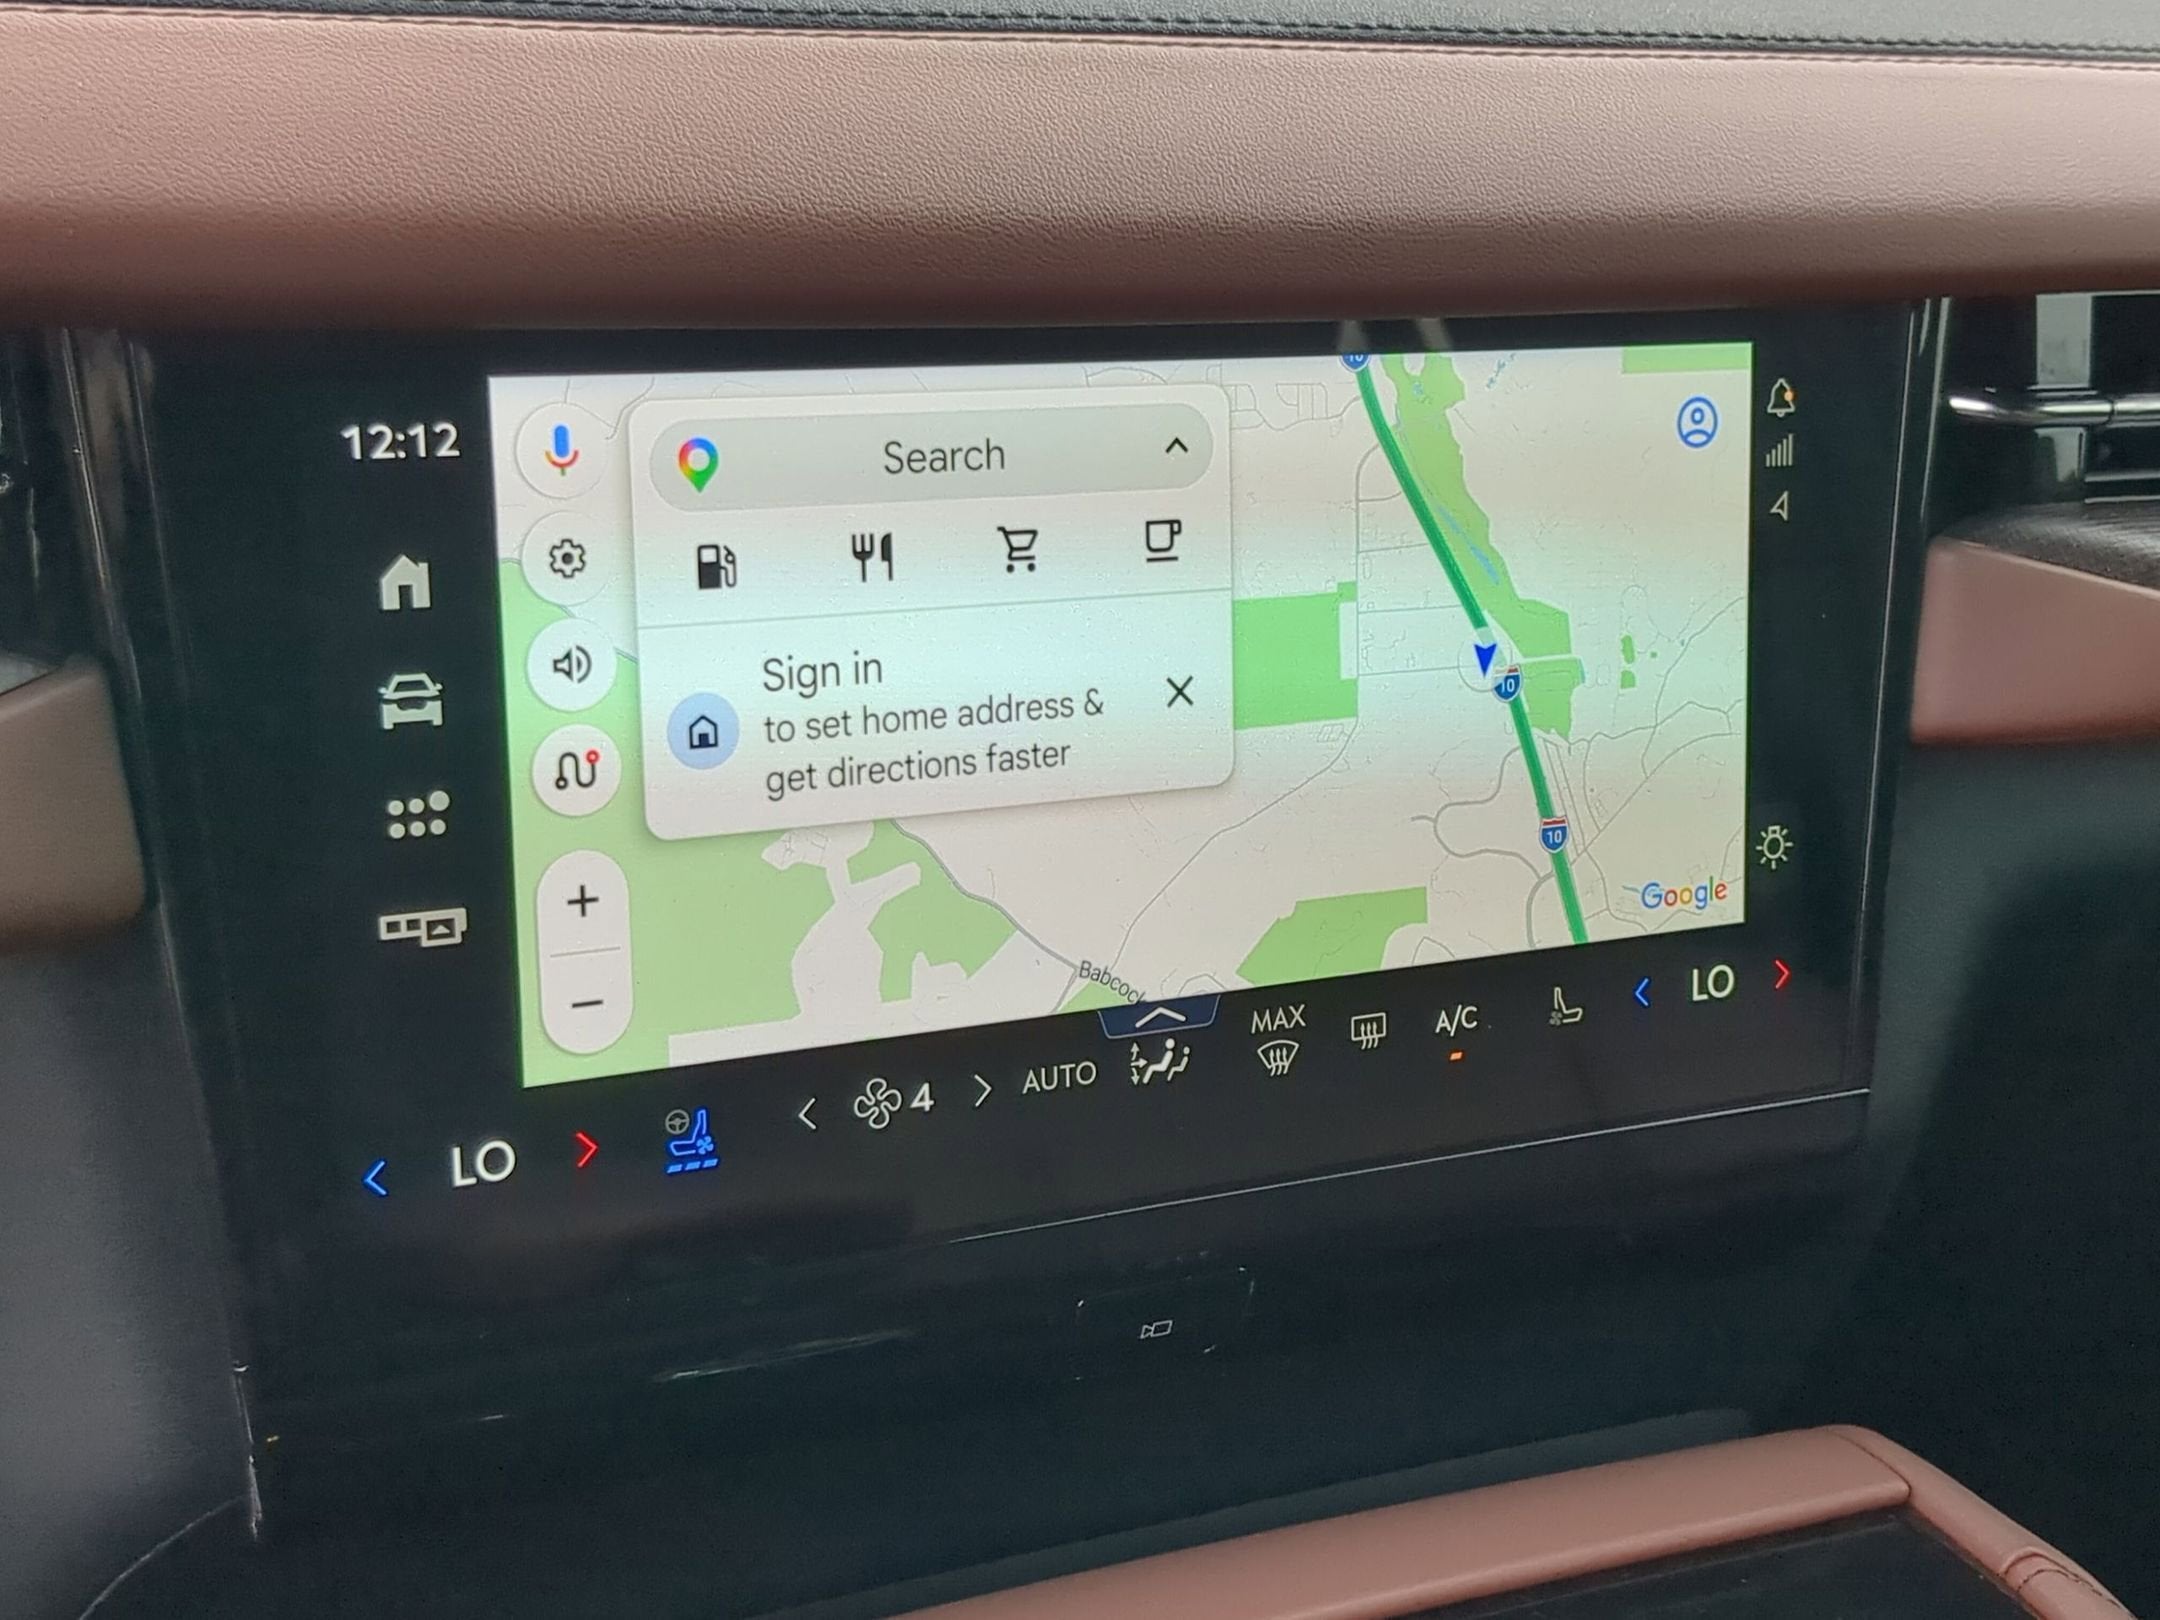 12:12
Search
Sign in
to set home address &
get directions faster
10
10
10
Google
LO
4
AUTO
MAX
A/C
LO